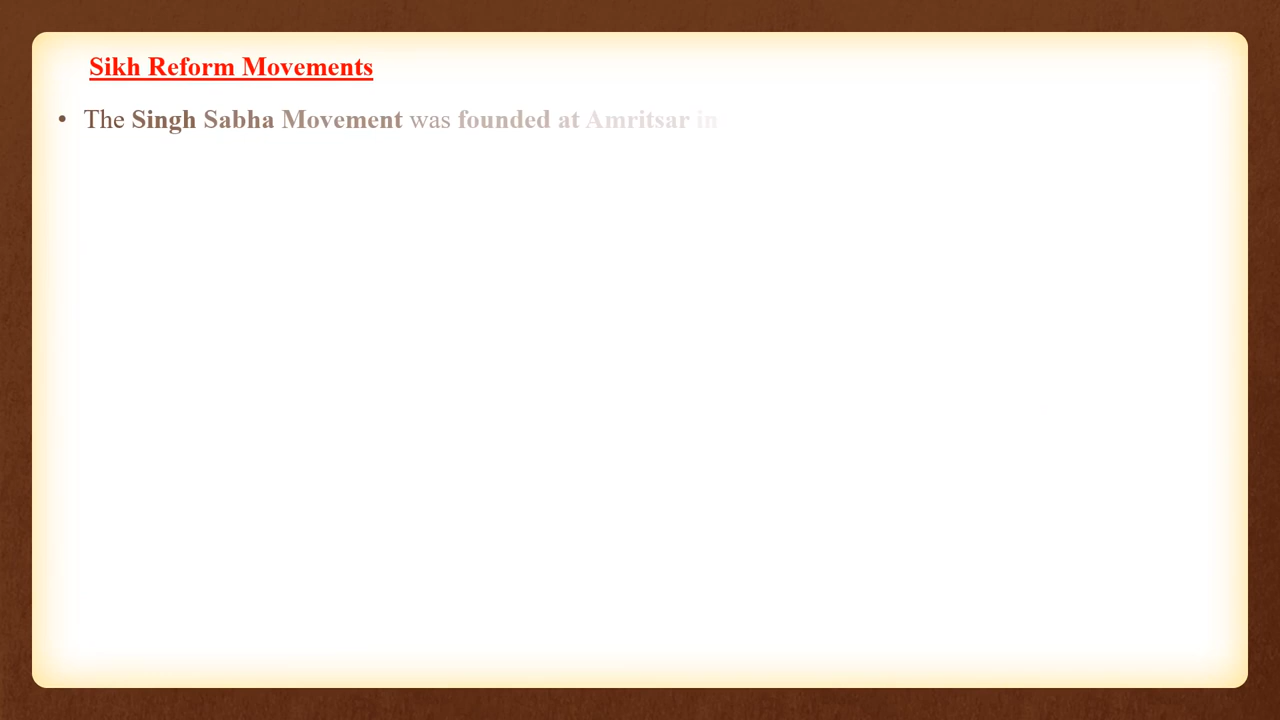 Sikh Reform Movements
• The Singh Sabha Movement was founded at Amritsar in